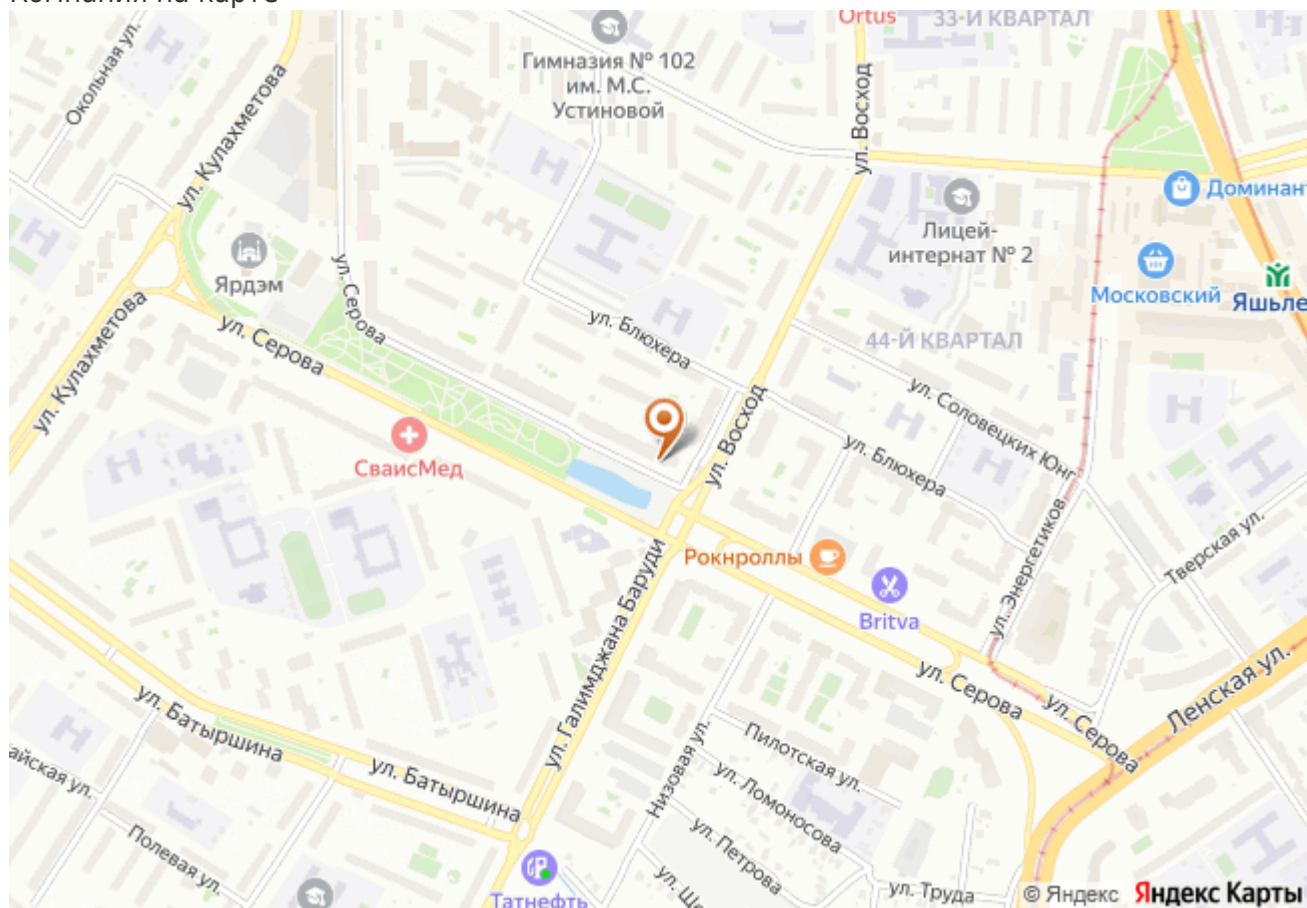 Ortus
33-Й КВАРТАЛ
Гимназия № 102
им. М.С.
Устиновой
Окольная ул.
ул. Кулахметова
ул. Восход
Доминант
Лицей-
интернат № 2
Ярдэм
ул. Серова
Московский
Яшьле
ул. Кулахметова
ул. Серова
ул. Блюхера
44-Й КВАРТАЛ
ул. Соловецких Юнг
ул. Восход
ул. Блюхера
СваисМед
ул. Энергетиков
Тверская ул.
Рокнроллы
Britva
ул. Галимджана Баруди
ул. Серова
ул. Серова
Ленская ул.
ул. Батыршина
ул. Батыршина
айская ул.
Полевая ул.
Низовая ул.
Пилотская ул.
ул. Ломоносова
ул. Петрова
ул. Труда
Татнефть
© Яндекс Яндекс Карты